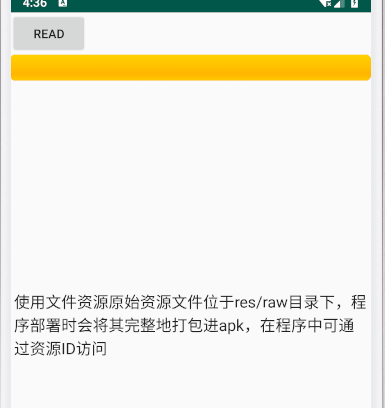 4:36
READ
使用文件资源原始资源文件位于res/raw目录下，程
序部署时会将其完整地打包进apk，在程序中可通
过资源ID访问